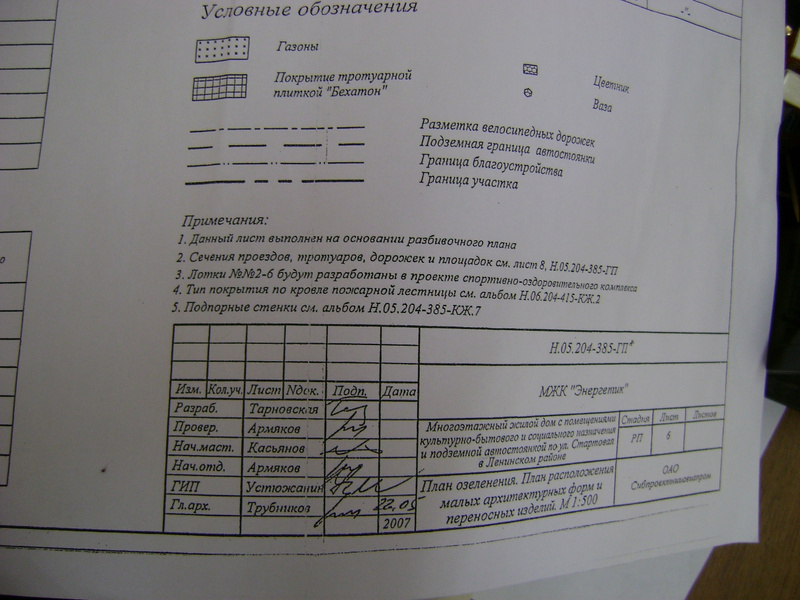 Условные обозначения
Газоны
Покрытие тротуарной
плиткой "Бехатон"
Цветник
Ваза
Разметка велосипедных дорожек
Подземная граница автостоянки
Граница благоустройства
Граница участка
Примечания:
1. Данный лист выполнен на основании разбивочного плана
2. Сечения проездов, тротуаров, дорожек и площадок см. лист 8, Н.05.204-385-ГП
3. Лотки №№2-6 будут разработаны в проекте спортивно-оздоровительного комплекса
4. Тип покрытия по кровле пожарной лестницы см. альбом Н.06.204-415-КЖ.2
5. Подпорные стенки см. альбом Н.05.204-385-КЖ.7
Н.05.204-385-ГП*
МЖК "Энергетик"
Изм. Кол.уч. Лист Nдок. Подп. Дата
Разраб. Тарновская
Провер. Армяков
Нач.маст. Касьянов
Нач.отд. Армяков
ГИП Устюжанин
Гл.арх. Трубников 22.05
2007
Многоэтажный жилой дом с помещениями
культурно-бытового и социального назначения
и подземной автостоянкой по ул. Стартовая
в Ленинском районе
Стадия Лист Листов
РП 6
План озеленения. План расположения
малых архитектурных форм и
переносных изделий. М 1:500
ОАО